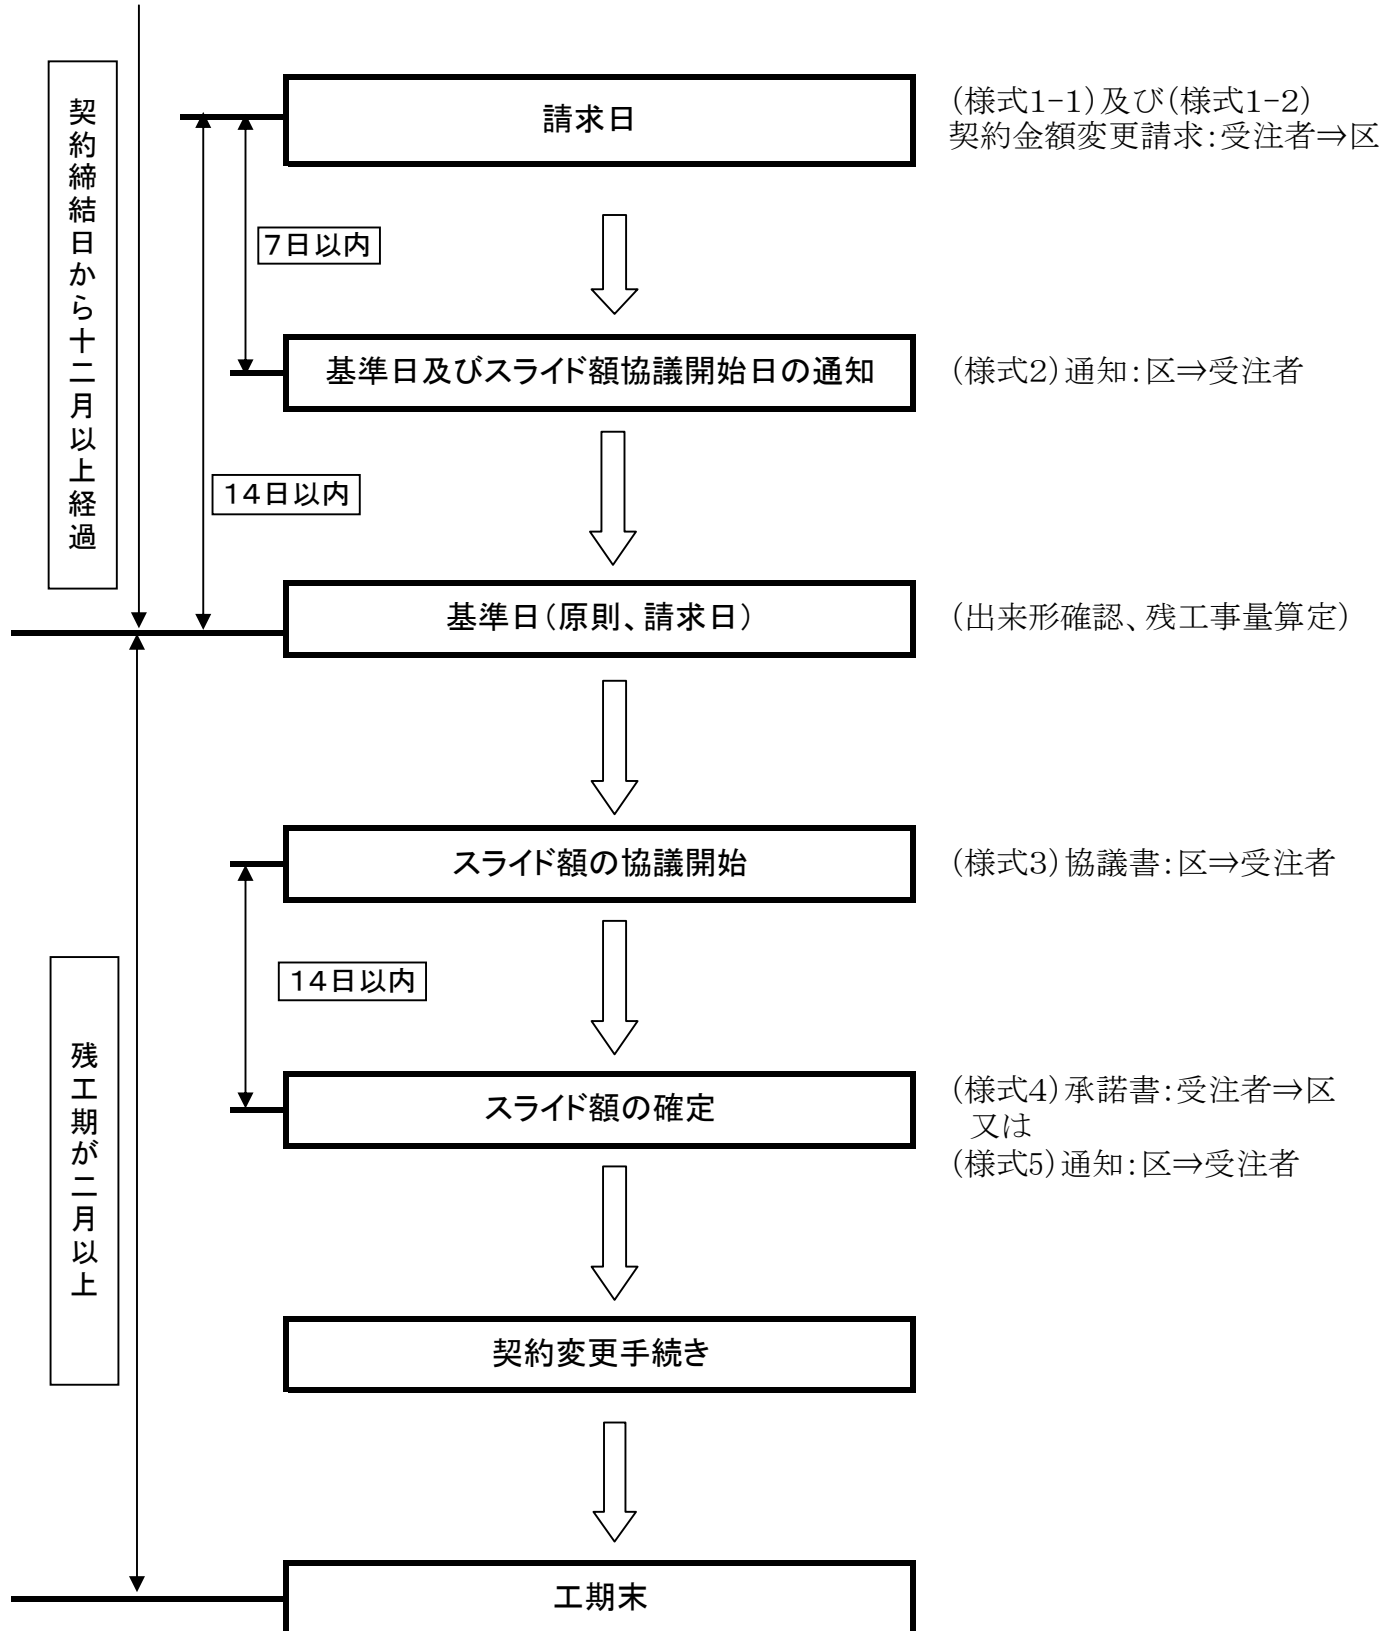 契約締結日から十二月以上経過
請求日
(様式1-1)及び(様式1-2)
契約金額変更請求:受注者⇒区
7日以内
基準日及びスライド額協議開始日の通知
(様式2)通知:区⇒受注者
14日以内
基準日(原則、請求日)
(出来形確認、残工事量算定)
スライド額の協議開始
(様式3)協議書:区⇒受注者
14日以内
残工期が二月以上
スライド額の確定
(様式4)承諾書:受注者⇒区
又は
(様式5)通知:区⇒受注者
契約変更手続き
工期末